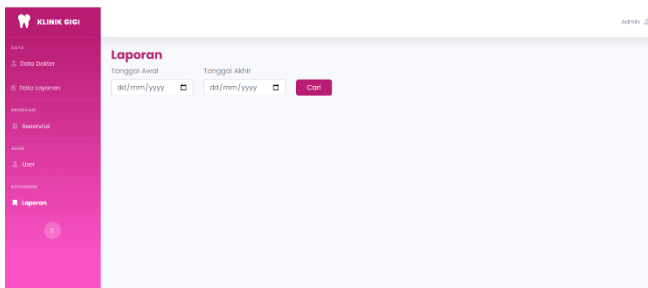 KLINIK GIGI
Admin
DATA
Data Dokter
Data Layanan
RESERVASI
Reservasi
AKUN
User
KEUANGAN
Laporan
Laporan
Tanggal Awal Tanggal Akhir
dd/mm/yyyy dd/mm/yyyy Cari